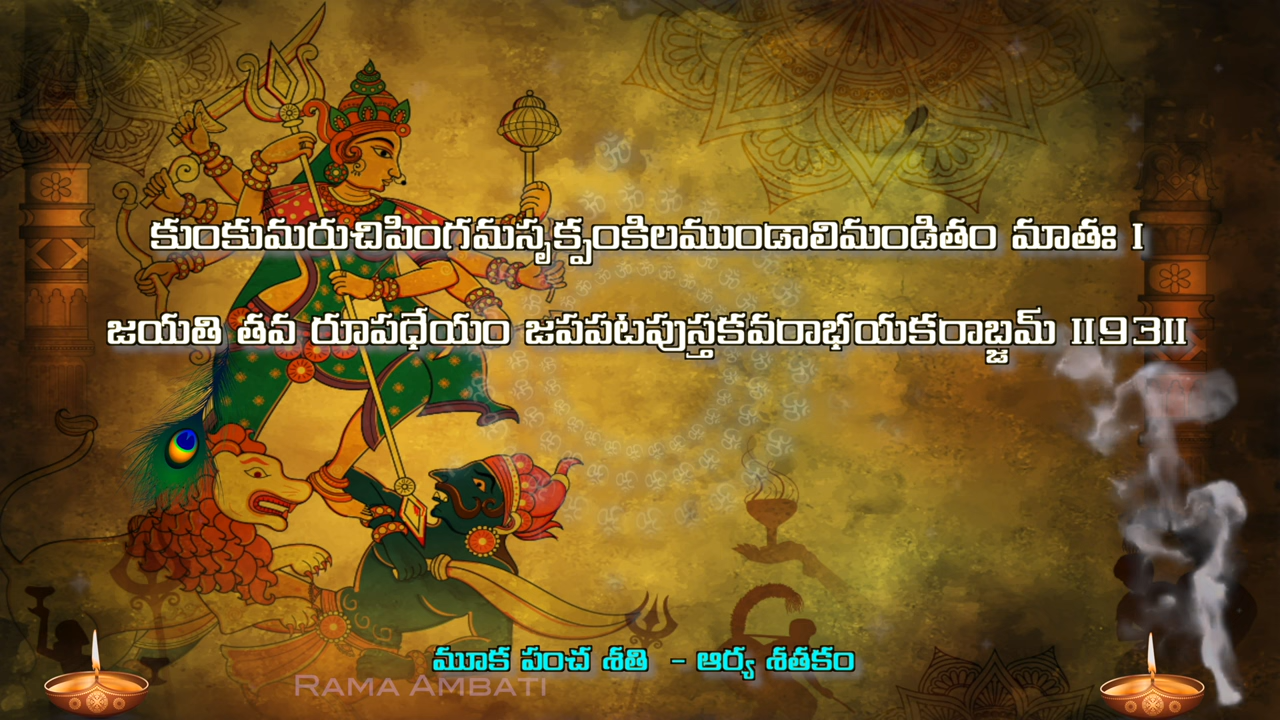 కుంకుమరుచిపింగమసృక్పంకిలముండాలిమండితం మాతః ।
జయతి తవ రూపధేయం జపపటపుస్తకవరాభయకరాబ్జమ్ ॥93॥
మూక పంచ శతి - ఆర్య శతకం
RAMA AMBATI